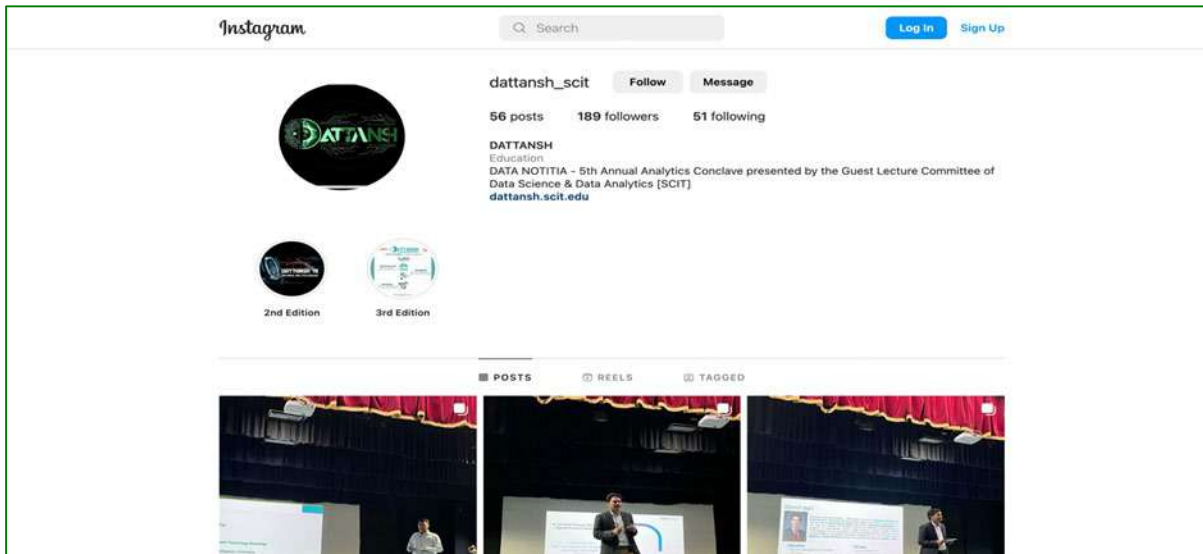 Instagram
Search
Log In
Sign Up
dattansh_scit
Follow
Message
56 posts
189 followers
51 following
DATTANSH
Education
DATA NOTITIA - 5th Annual Analytics Conclave presented by the Guest Lecture Committee of
Data Science & Data Analytics [SCIT]
dattansh.scit.edu
DATTANSH
2nd Edition
3rd Edition
POSTS
REELS
TAGGED